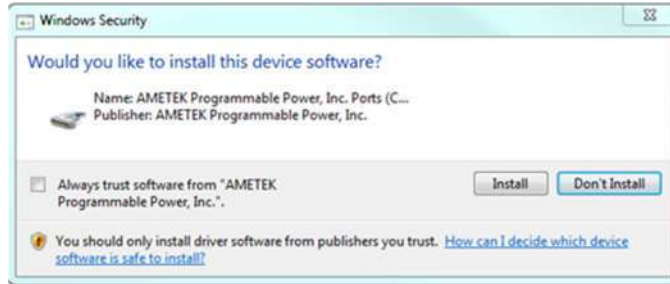 Windows Security
Would you like to install this device software?
Name: AMETEK Programmable Power, Inc. Ports (C...
Publisher: AMETEK Programmable Power, Inc.
Always trust software from "AMETEK
Programmable Power, Inc.".
Install
Don't Install
You should only install driver software from publishers you trust. How can I decide which device
software is safe to install?